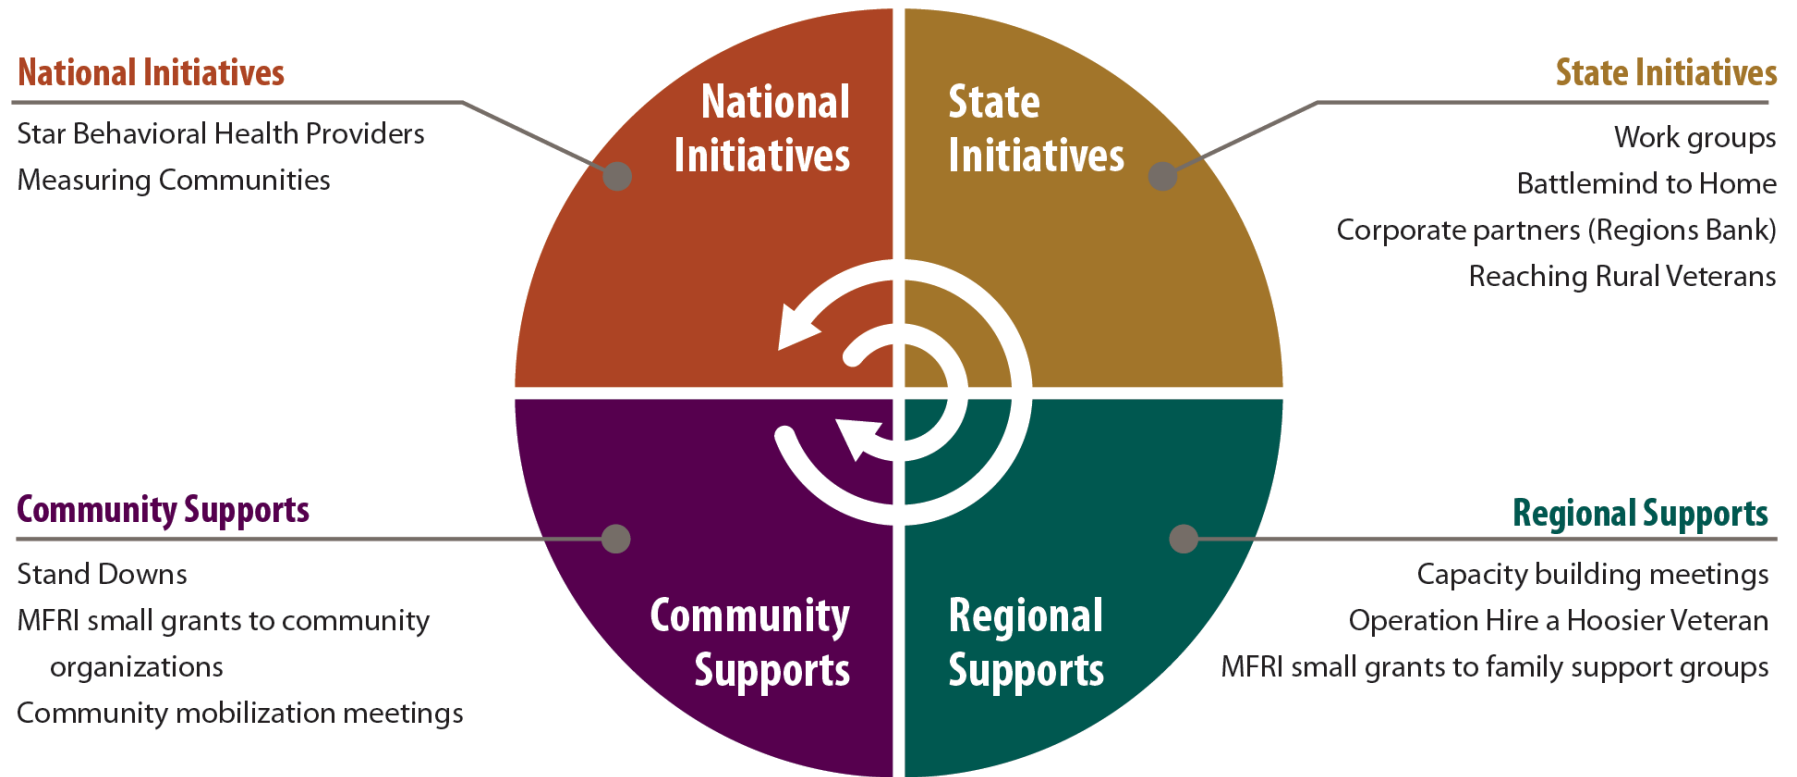 National Initiatives
Star Behavioral Health Providers
Measuring Communities
National
Initiatives
State
Initiatives
State Initiatives
Work groups
Battlemind to Home
Corporate partners (Regions Bank)
Reaching Rural Veterans
Community Supports
Stand Downs
MFRI small grants to community
organizations
Community mobilization meetings
Community
Supports
Regional
Supports
Regional Supports
Capacity building meetings
Operation Hire a Hoosier Veteran
MFRI small grants to family support groups